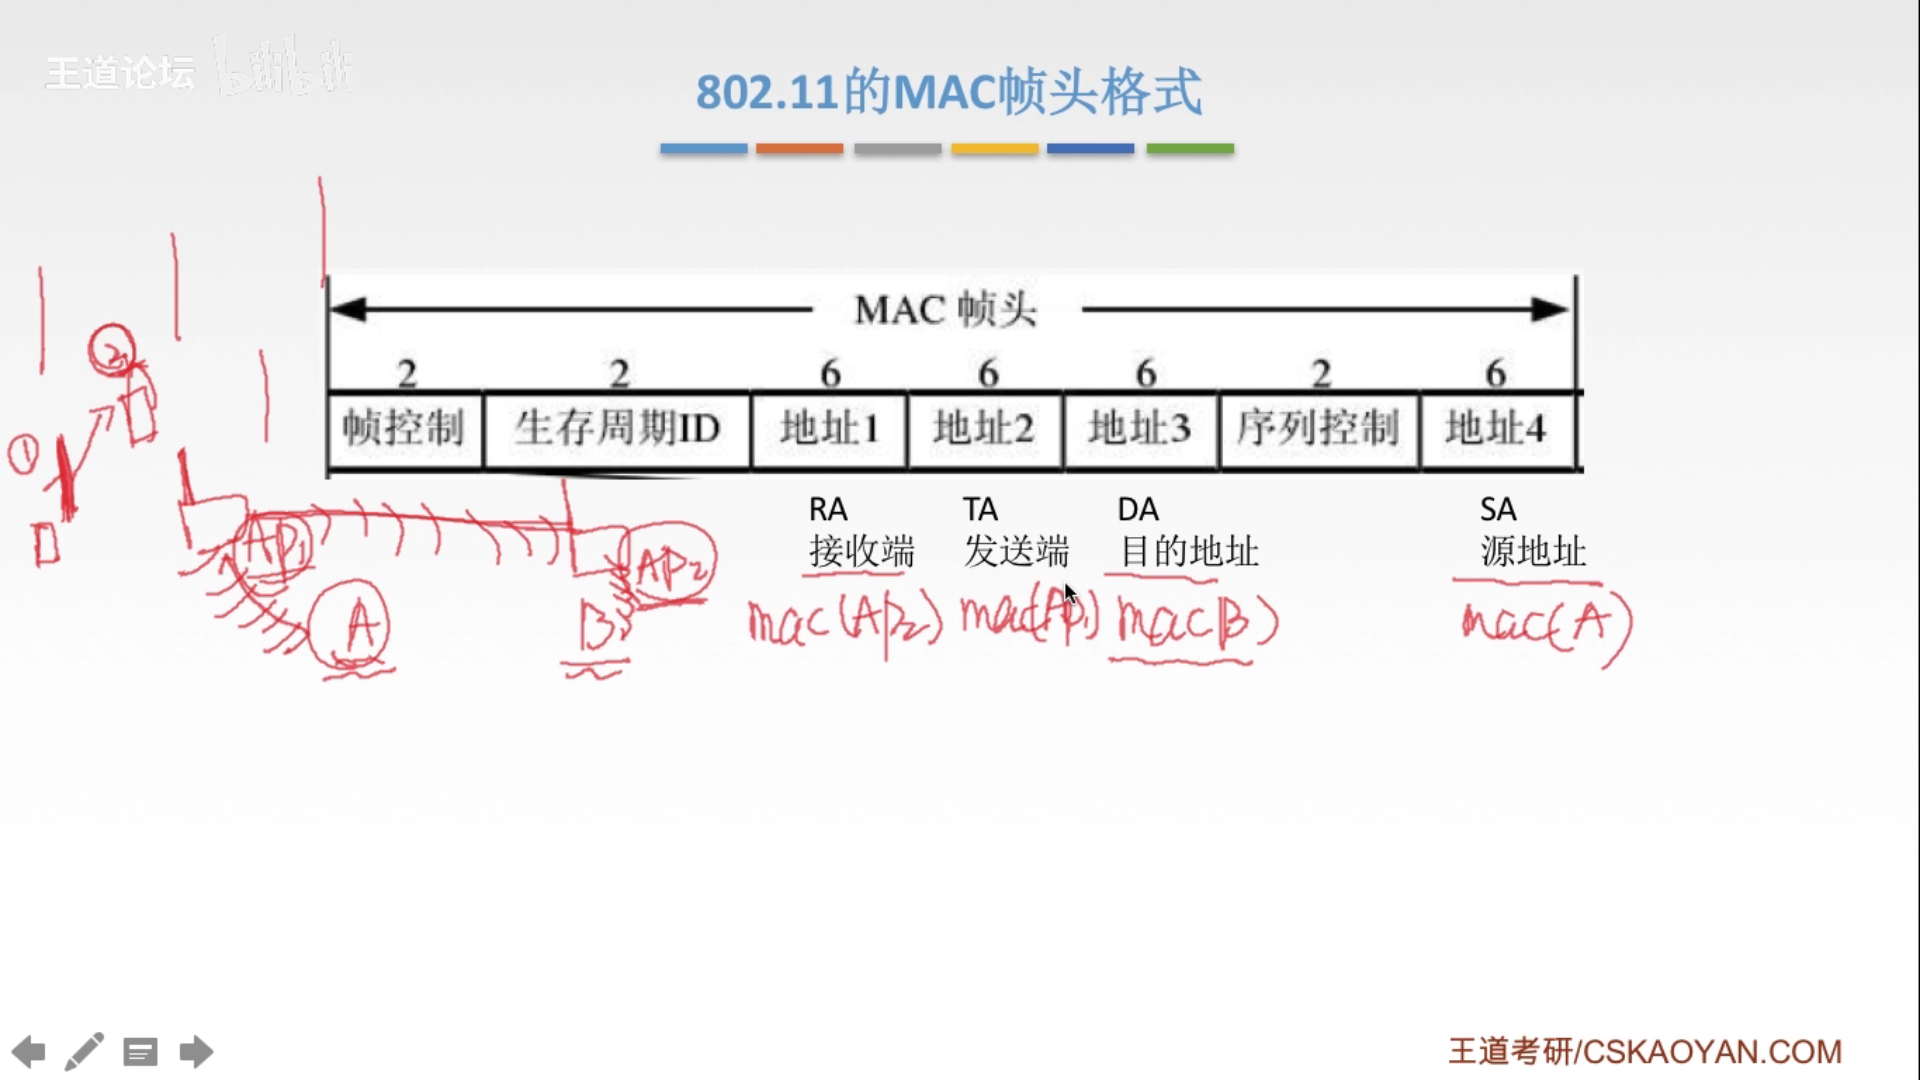 王道论坛 bilibili
802.11的MAC帧头格式
MAC 帧头
2 2 6 6 6 2 6
帧控制 生存周期ID 地址1 地址2 地址3 序列控制 地址4
RA TA DA SA
接收端 发送端 目的地址 源地址
① ②
AP1 AP2
A B
mac(AP2) mac(AP1) mac(B) mac(A)
王道考研/CSKAOYAN.COM